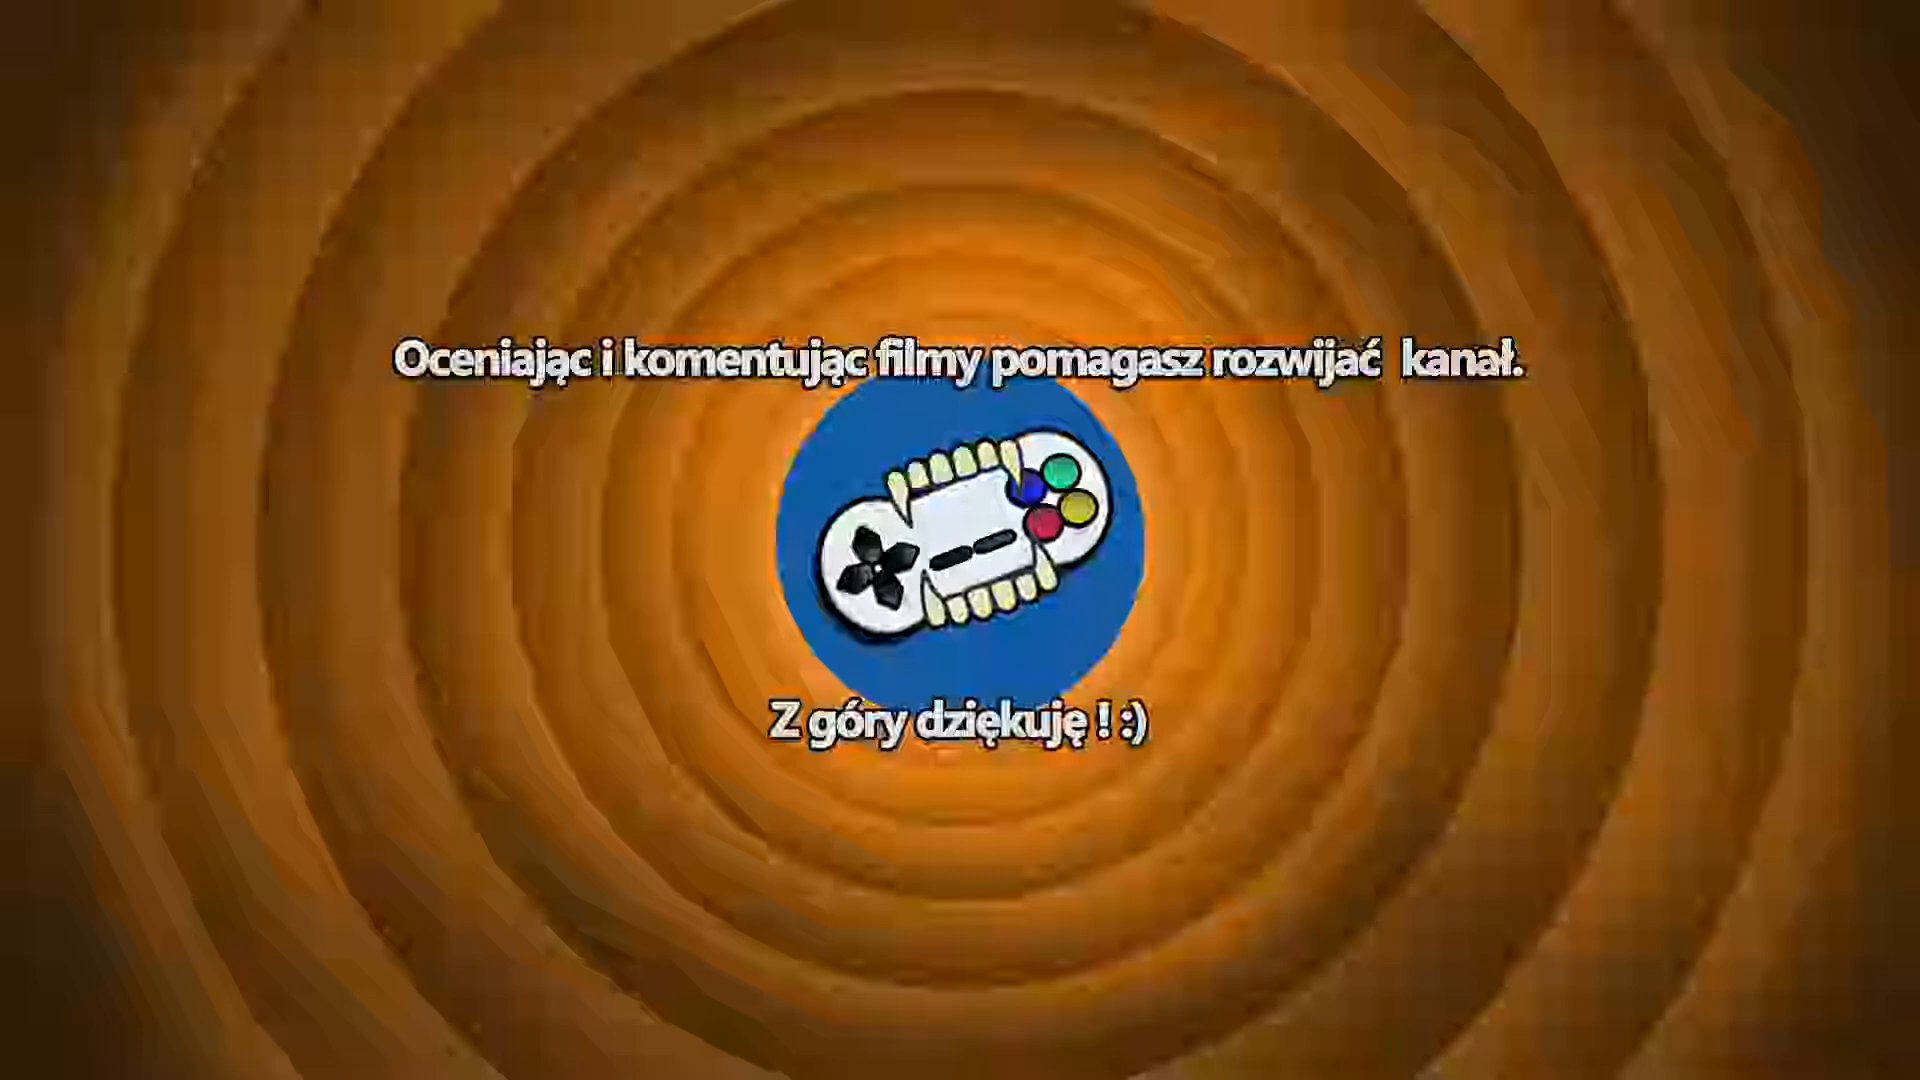 Oceniając i komentując filmy pomagasz rozwijać kanał.
Z góry dziękuję ! :)